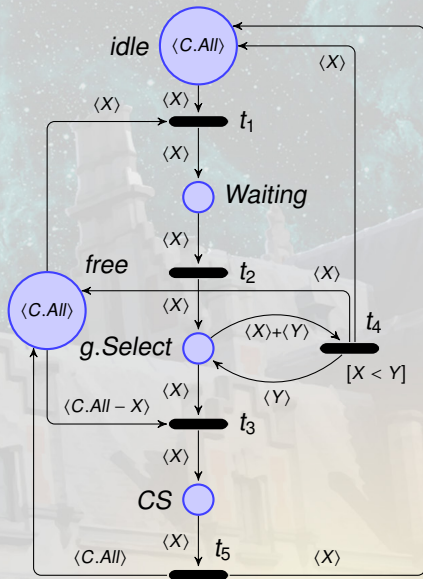 idle
⟨C.All⟩
⟨X⟩
⟨X⟩
⟨X⟩
t1
⟨X⟩
Waiting
⟨X⟩
free
t2
⟨X⟩
⟨X⟩
⟨C.All⟩
t4
⟨X⟩+⟨Y⟩
g.Select
[X < Y]
⟨X⟩
⟨Y⟩
⟨C.All − X⟩
t3
⟨X⟩
CS
⟨C.All⟩
⟨X⟩
t5
⟨X⟩